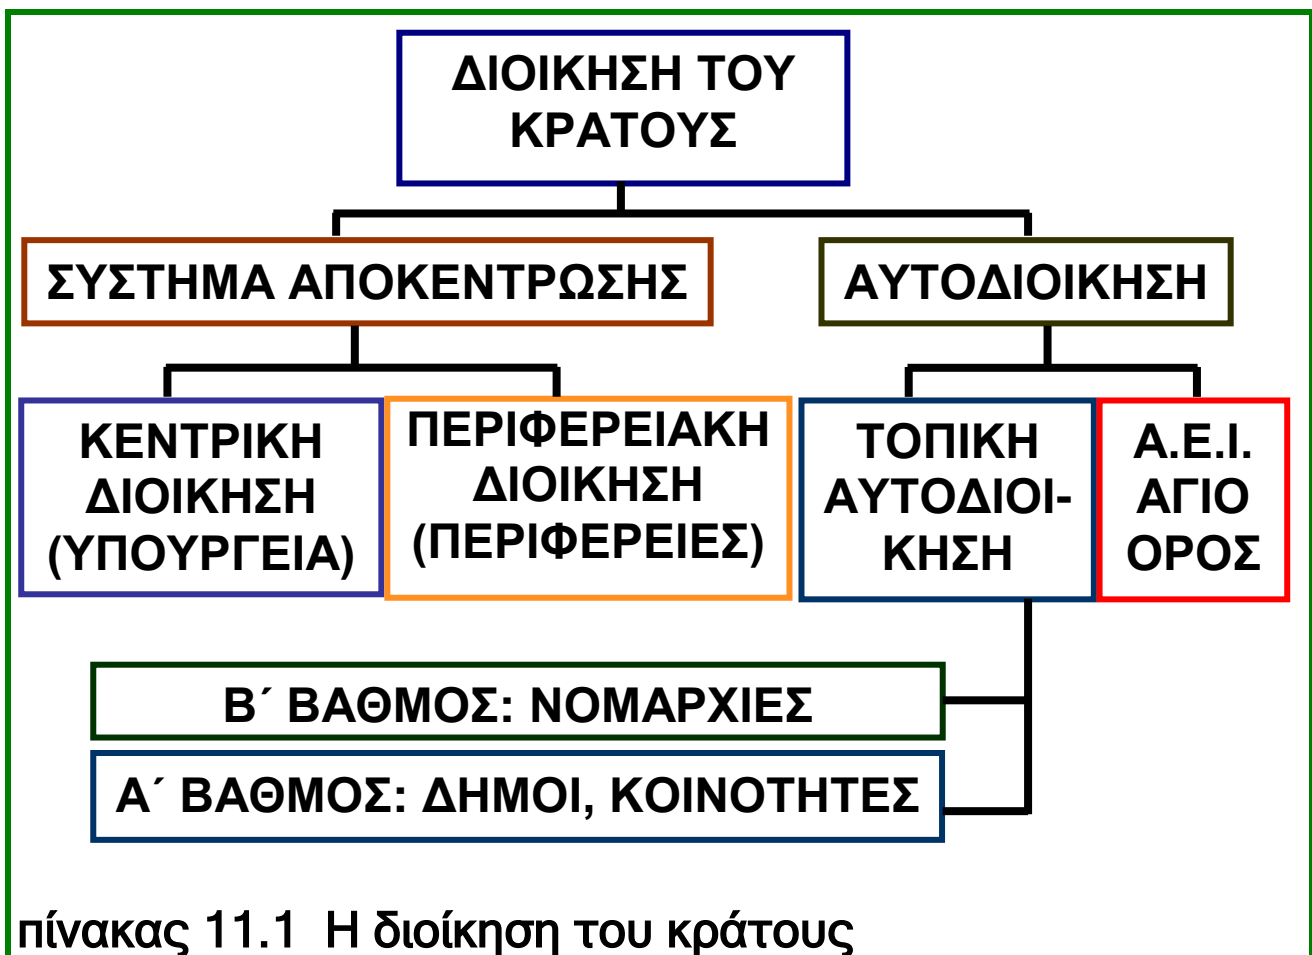 ΔΙΟΙΚΗΣΗ ΤΟΥ
ΚΡΑΤΟΥΣ
ΣΥΣΤΗΜΑ ΑΠΟΚΕΝΤΡΩΣΗΣ
ΑΥΤΟΔΙΟΙΚΗΣΗ
ΚΕΝΤΡΙΚΗ
ΔΙΟΙΚΗΣΗ
(ΥΠΟΥΡΓΕΙΑ)
ΠΕΡΙΦΕΡΕΙΑΚΗ
ΔΙΟΙΚΗΣΗ
(ΠΕΡΙΦΕΡΕΙΕΣ)
ΤΟΠΙΚΗ
ΑΥΤΟΔΙΟΙ-
ΚΗΣΗ
Α.Ε.Ι.
ΑΓΙΟ
ΟΡΟΣ
Β΄ ΒΑΘΜΟΣ: ΝΟΜΑΡΧΙΕΣ
Α΄ ΒΑΘΜΟΣ: ΔΗΜΟΙ, ΚΟΙΝΟΤΗΤΕΣ
πίνακας 11.1 Η διοίκηση του κράτους